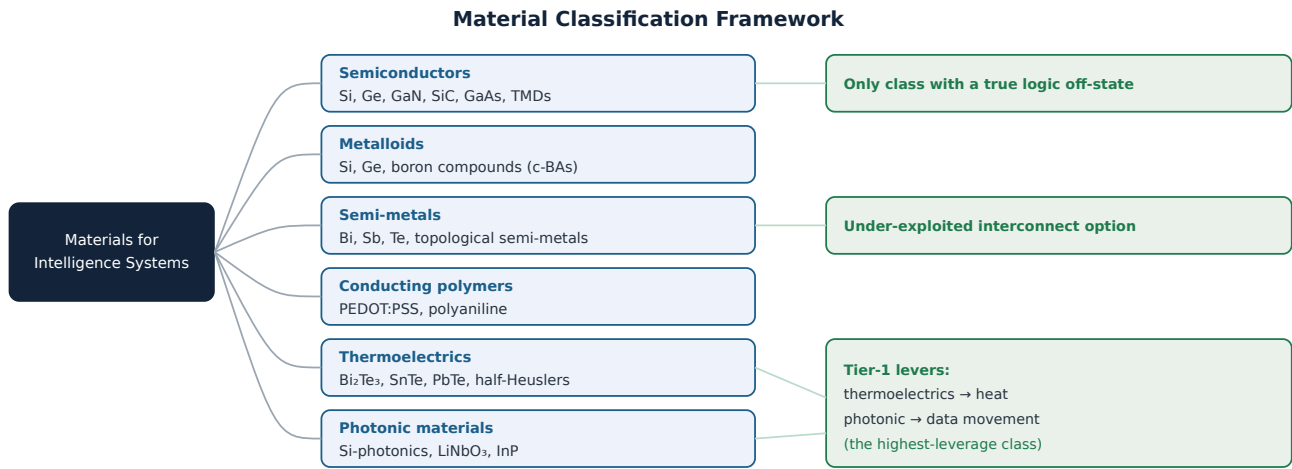 Material Classification Framework
Materials for
Intelligence Systems
Semiconductors
Si, Ge, GaN, SiC, GaAs, TMDs
Only class with a true logic off-state
Metalloids
Si, Ge, boron compounds (c-BAs)
Semi-metals
Bi, Sb, Te, topological semi-metals
Under-exploited interconnect option
Conducting polymers
PEDOT:PSS, polyaniline
Thermoelectrics
Bi₂Te₃, SnTe, PbTe, half-Heuslers
Photonic materials
Si-photonics, LiNbO₃, InP
Tier-1 levers:
thermoelectrics → heat
photonic → data movement
(the highest-leverage class)